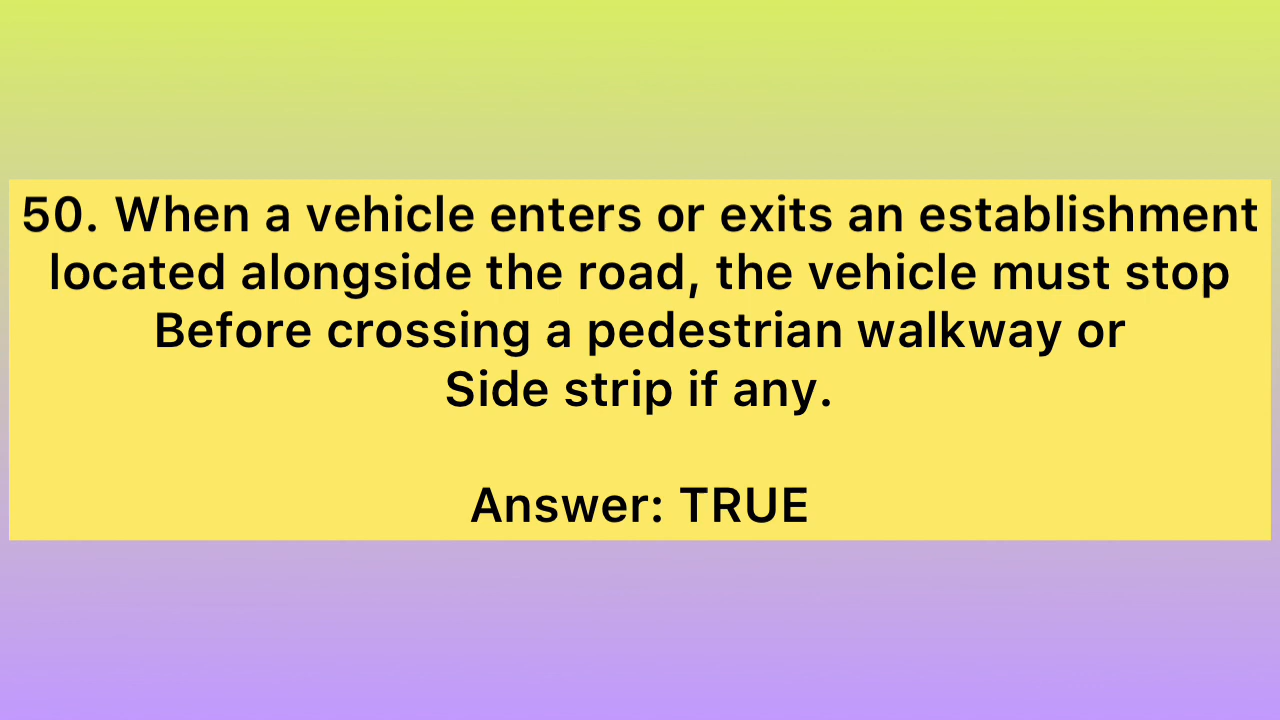 50. When a vehicle enters or exits an establishment
located alongside the road, the vehicle must stop
Before crossing a pedestrian walkway or
Side strip if any.
Answer: TRUE